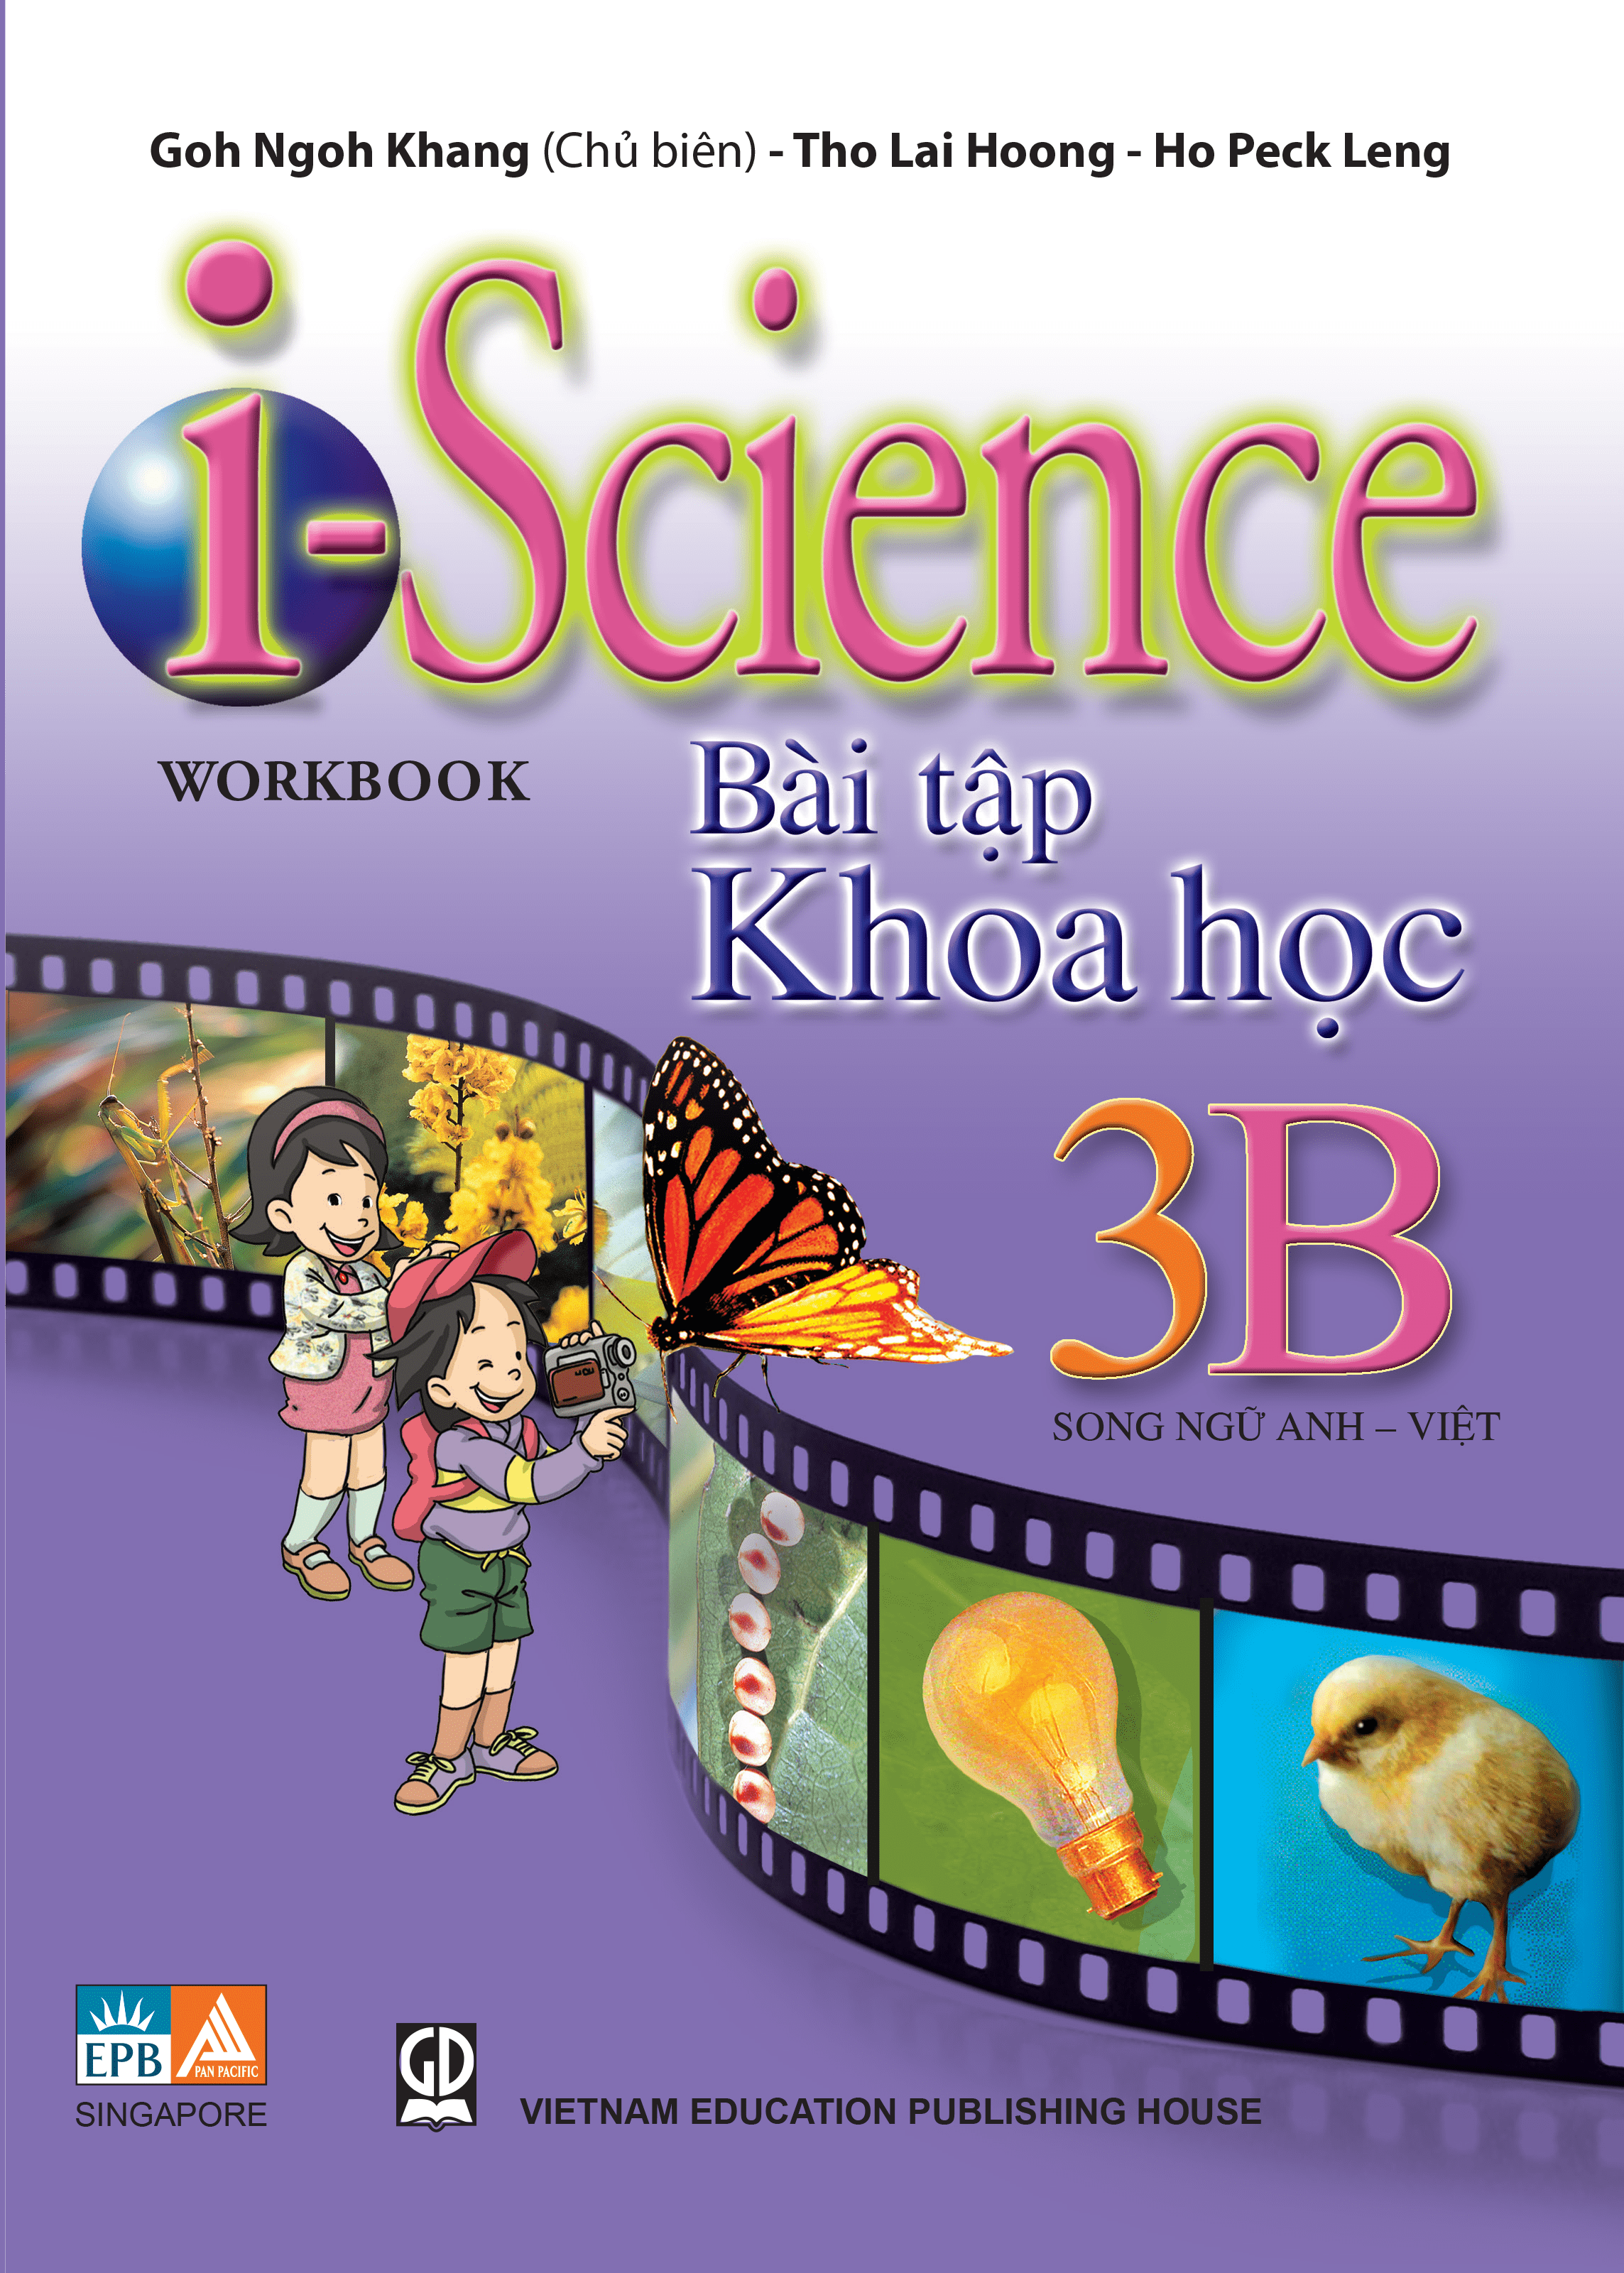 Goh Ngoh Khang (Chủ biên) - Tho Lai Hoong - Ho Peck Leng
i-Science
WORKBOOK
Bài tập
Khoa học
3B
SONG NGỮ ANH – VIỆT
EPB
PAN PACIFIC
SINGAPORE
GD
VIETNAM EDUCATION PUBLISHING HOUSE